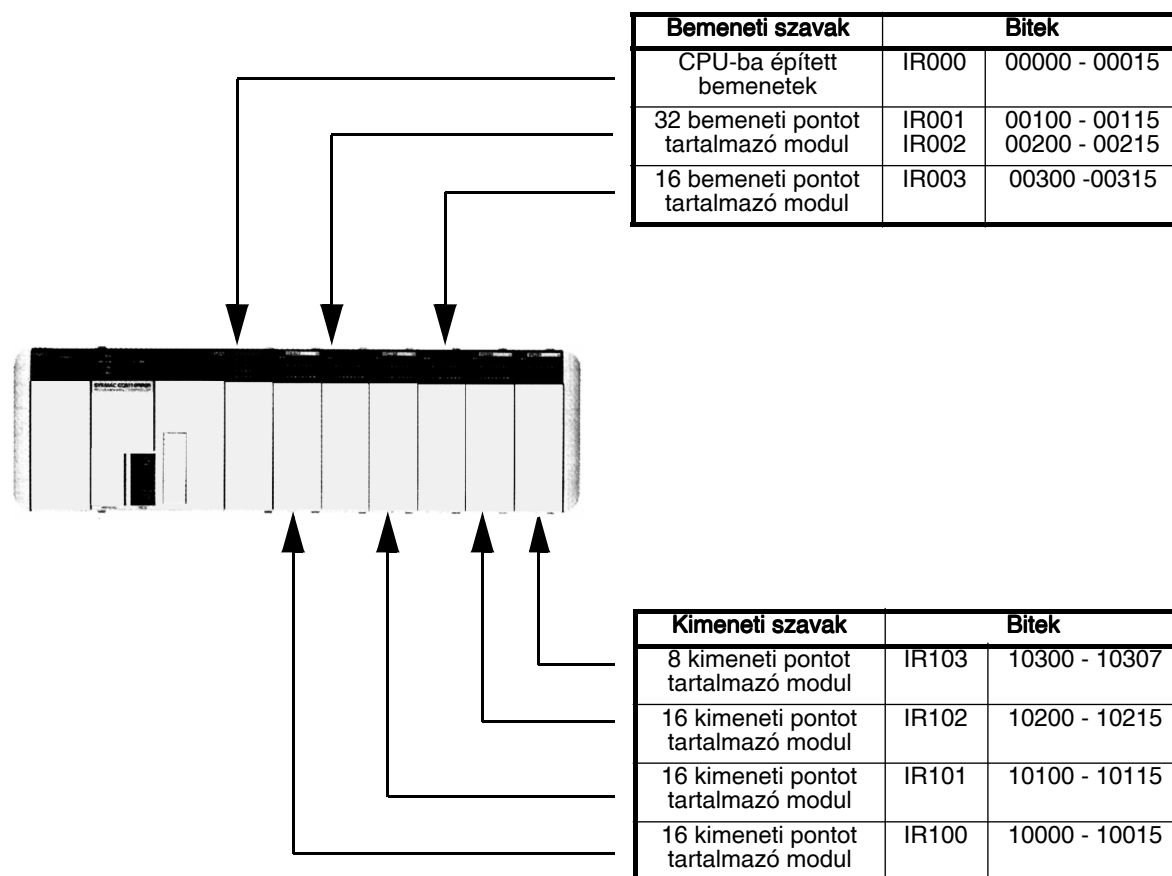 Bemeneti szavak Bitek
CPU-ba épített IR000 00000 - 00015
bemenetek
32 bemeneti pontot IR001 00100 - 00115
tartalmazó modul IR002 00200 - 00215
16 bemeneti pontot IR003 00300 -00315
tartalmazó modul
Kimeneti szavak Bitek
8 kimeneti pontot IR103 10300 - 10307
tartalmazó modul
16 kimeneti pontot IR102 10200 - 10215
tartalmazó modul
16 kimeneti pontot IR101 10100 - 10115
tartalmazó modul
16 kimeneti pontot IR100 10000 - 10015
tartalmazó modul